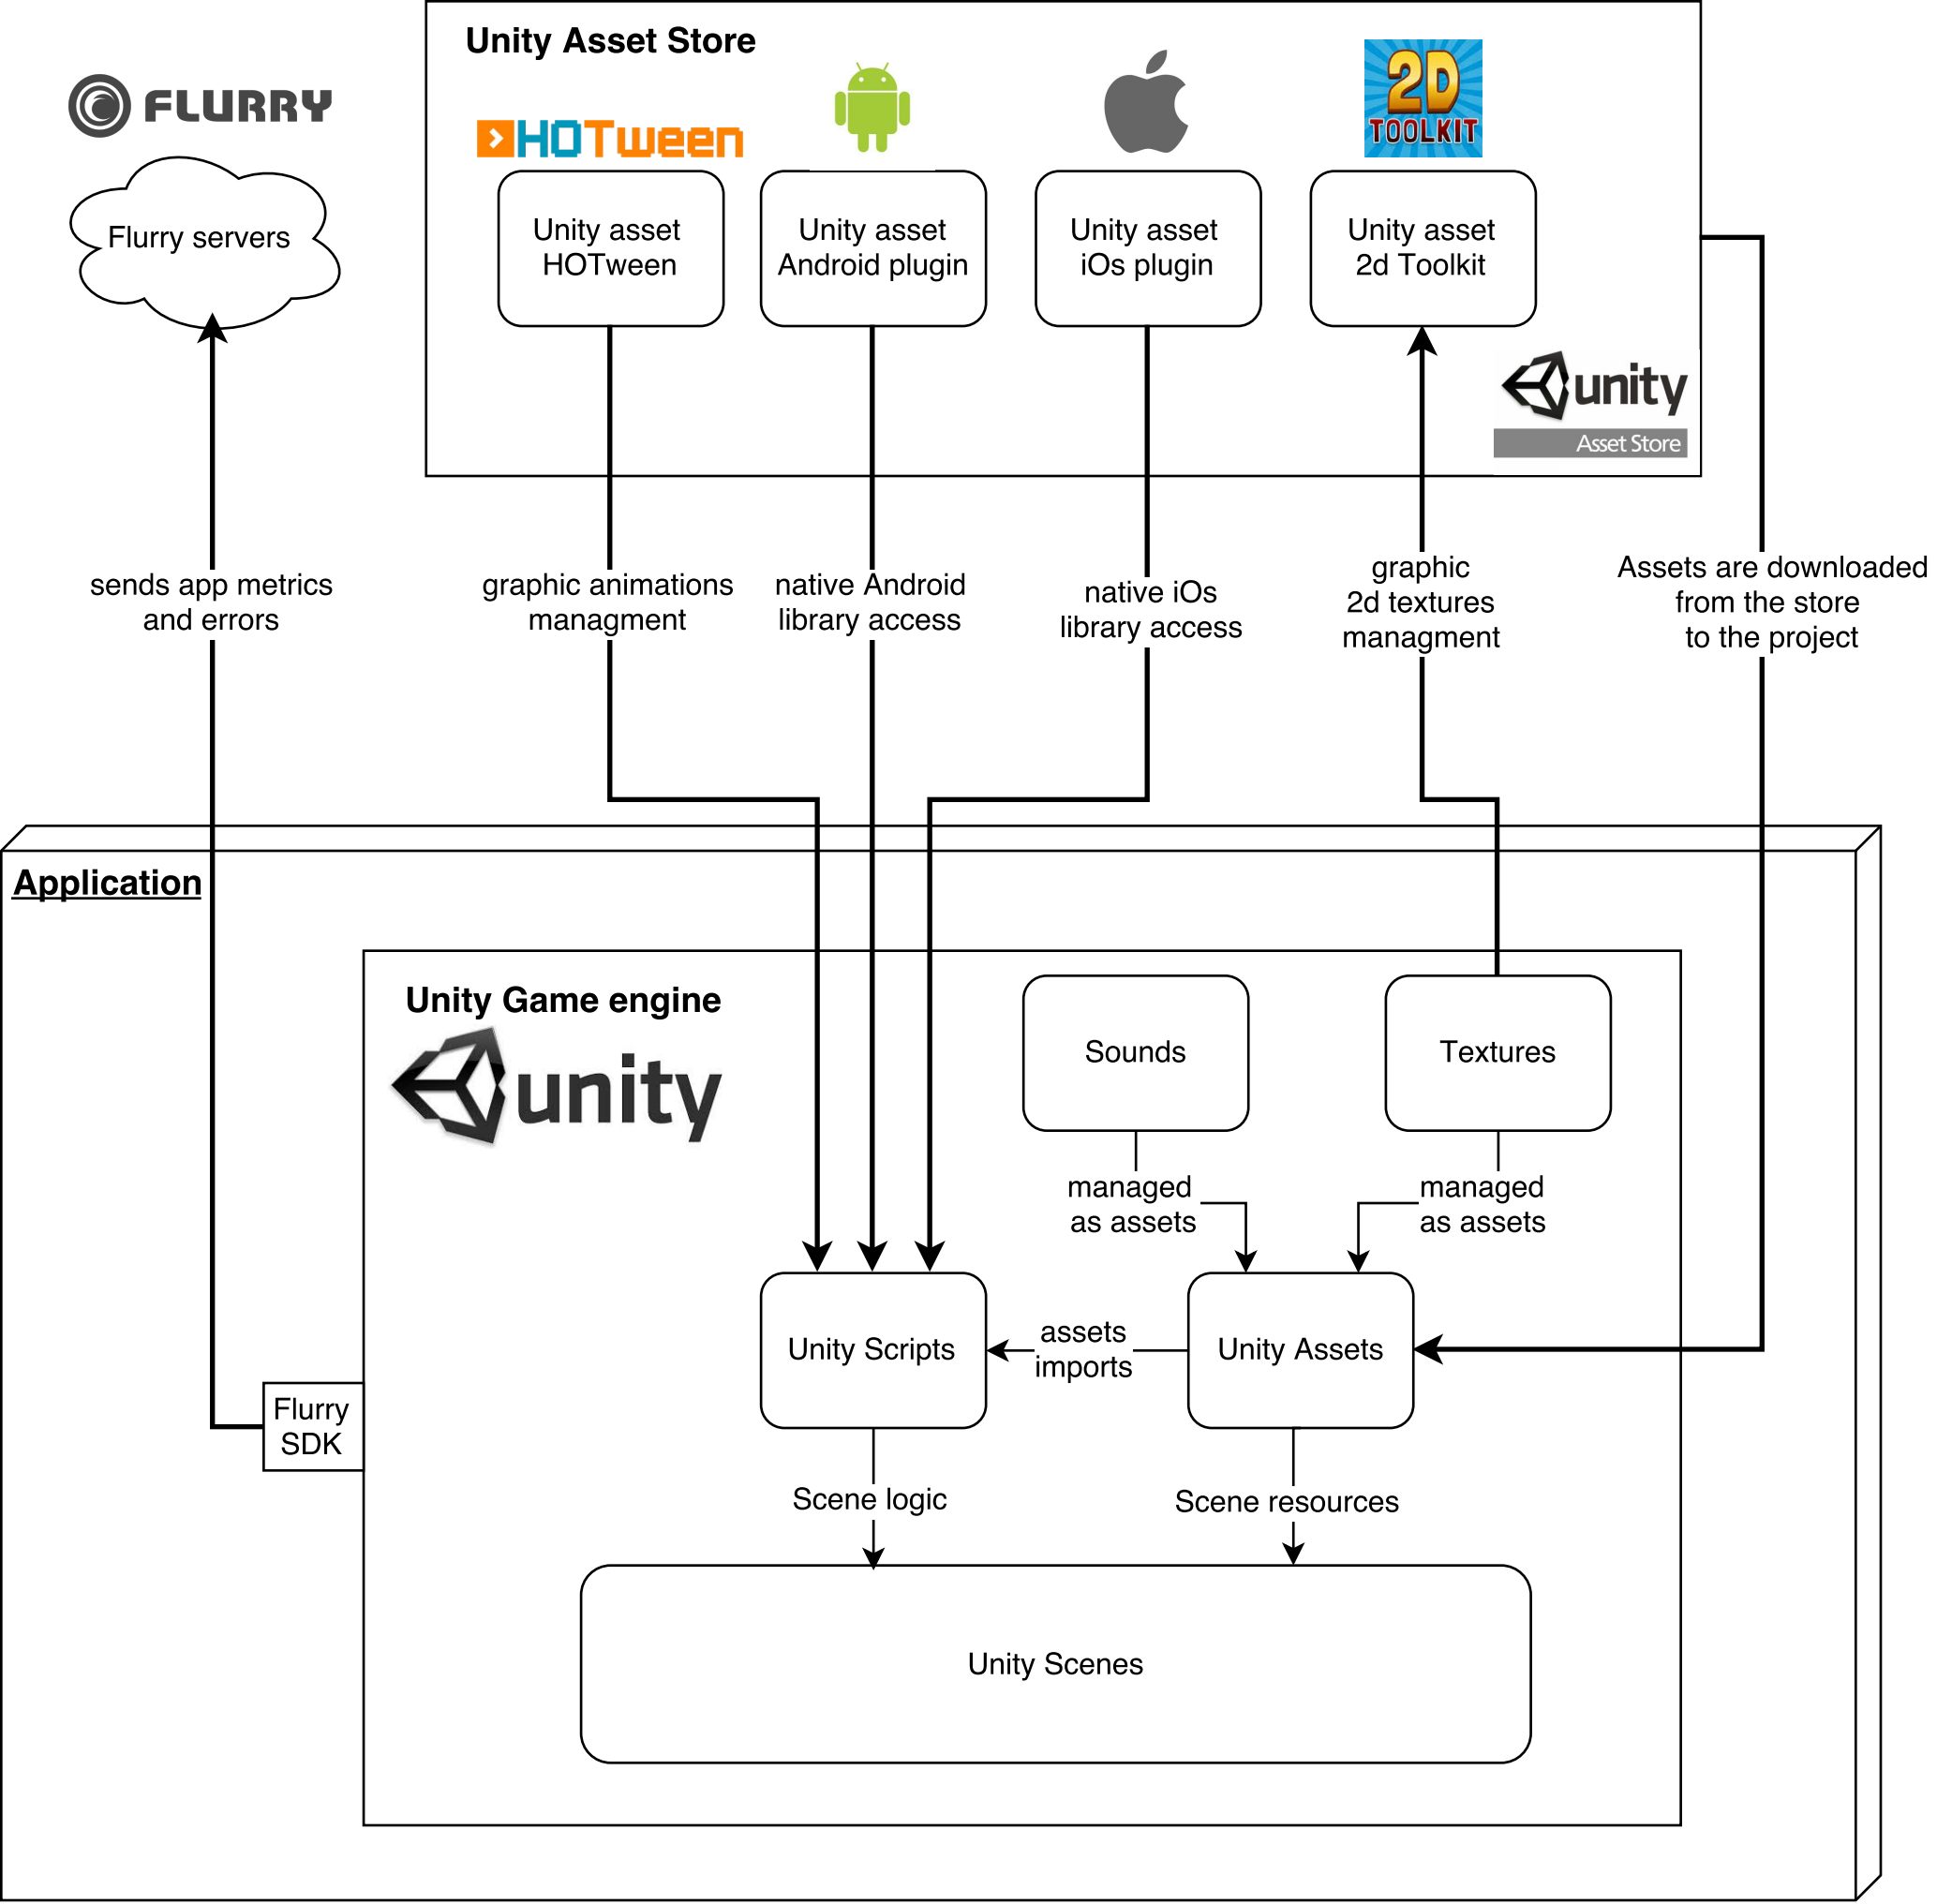 Unity Asset Store
FLURRY
HOTween
2D
TOOLKIT
Flurry servers
Unity asset
HOTween
Unity asset
Android plugin
Unity asset
iOs plugin
Unity asset
2d Toolkit
unity
Asset Store
sends app metrics
and errors
graphic animations
managment
native Android
library access
native iOs
library access
graphic
2d textures
managment
Assets are downloaded
from the store
to the project
Application
Unity Game engine
unity
Sounds
Textures
managed
as assets
managed
as assets
Unity Scripts
assets
imports
Unity Assets
Flurry
SDK
Scene logic
Scene resources
Unity Scenes